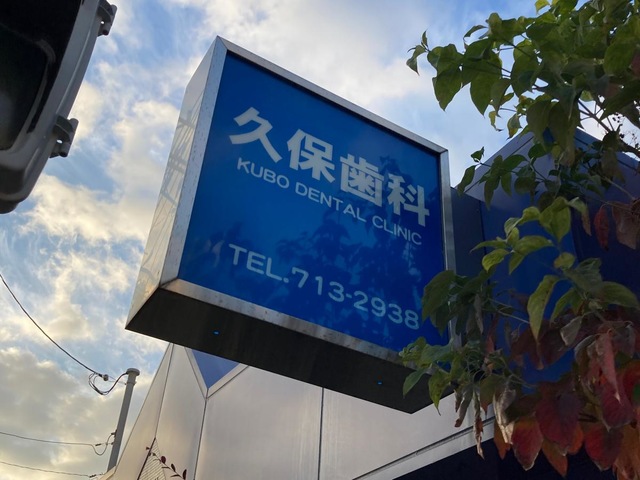 久保歯科
KUBO DENTAL CLINIC
TEL.713-2938